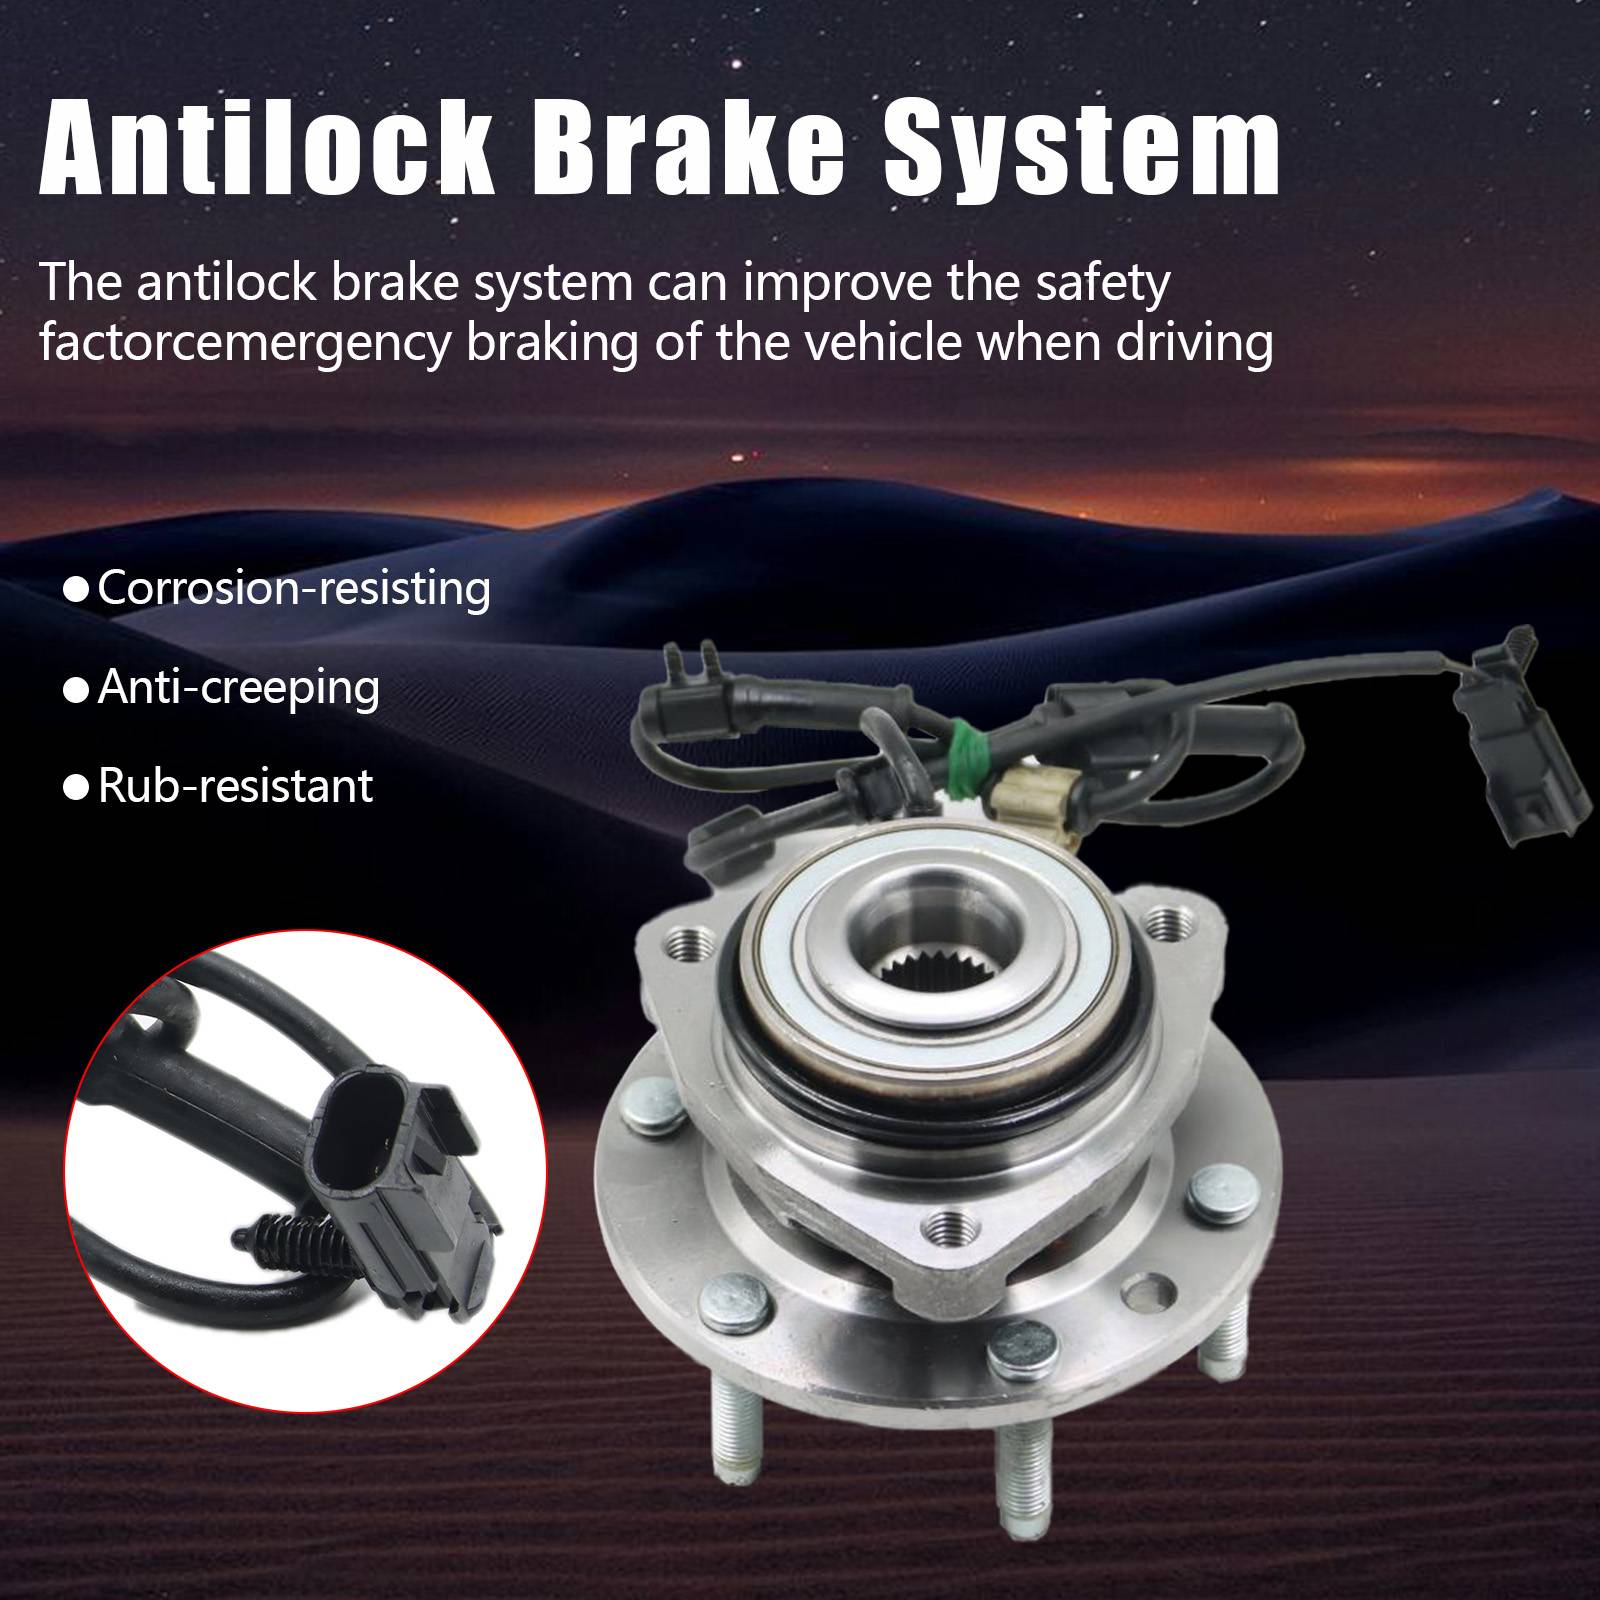 Antilock Brake System
The antilock brake system can improve the safety
factorcemergency braking of the vehicle when driving
● Corrosion-resisting
● Anti-creeping
● Rub-resistant